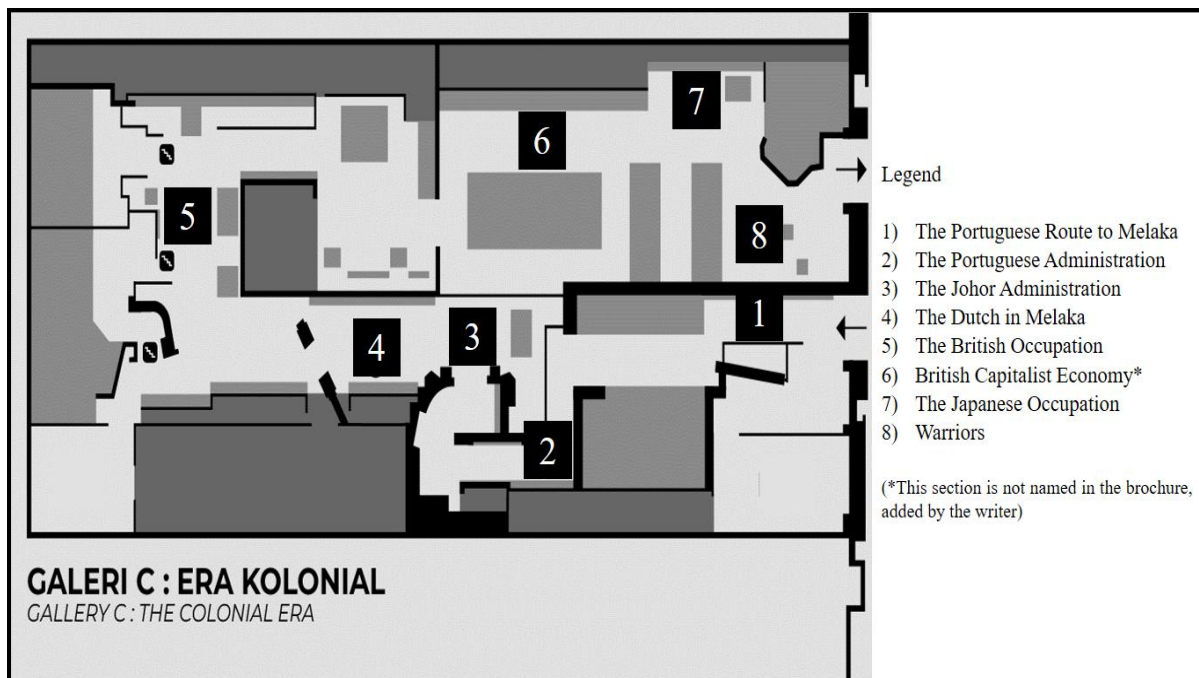 7
6
5
8
1
3
4
2
GALERI C : ERA KOLONIAL
GALLERY C : THE COLONIAL ERA
Legend
1) The Portuguese Route to Melaka
2) The Portuguese Administration
3) The Johor Administration
4) The Dutch in Melaka
5) The British Occupation
6) British Capitalist Economy*
7) The Japanese Occupation
8) Warriors
(*This section is not named in the brochure,
added by the writer)